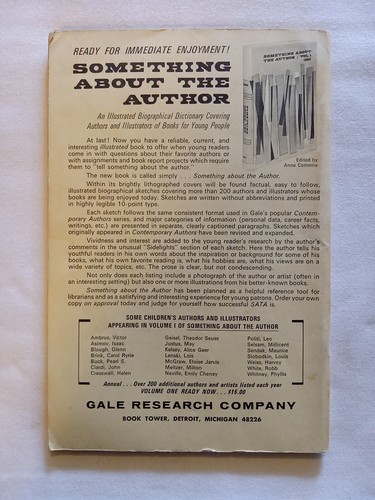 READY FOR IMMEDIATE ENJOYMENT!
SOMETHING
ABOUT THE
AUTHOR
An Illustrated Biographical Dictionary Covering
Authors and Illustrators of Books for Young People
SOMETHING ABOUT
THE AUTHOR / VOL. 1
Edited by
Anne Commire
At last! Now you have a reliable, current, and
interesting illustrated book to offer when young readers
come in with questions about their favorite authors or
with assignments and book report projects which require them
to "tell something about the author."
The new book is called simply . . . Something about the Author.
Within its brightly lithographed covers will be found factual, easy to follow,
illustrated biographical sketches covering more than 200 authors and illustrators whose
books are being enjoyed today. Sketches are written without abbreviations and printed
in highly legible 10-point type.
Each sketch follows the same consistent format used in Gale's popular Contem-
porary Authors series, and major categories of information (personal data, career facts,
writings, etc.) are presented in separate, clearly captioned paragraphs. Sketches which
originally appeared in Contemporary Authors have been revised and expanded.
Vividness and interest are added to the young reader's research by the author's
comments in the unusual "Sidelights" section of each sketch. Here the author tells his
youthful readers in his own words about the inspiration or background for some of his
books, what his own favorite reading is, what his hobbies are, what his views are on a
wide variety of topics, etc. The prose is clear, but not condescending.
Not only does each listing include a photograph of the author or artist (often in
an interesting setting) but also one or more illustrations from his better-known books.
Something about the Author has been planned as a helpful reference tool for
librarians and as a satisfying and interesting experience for young patrons. Order your own
copy on approval today and judge for yourself how successful SATA is.
SOME CHILDREN'S AUTHORS AND ILLUSTRATORS
APPEARING IN VOLUME I OF SOMETHING ABOUT THE AUTHOR
Ambrus, Victor
Asimov, Isaac
Blough, Glenn
Brink, Carol Ryrie
Buck, Pearl S.
Ciardi, John
Cresswell, Helen
Geisel, Theodor Seuss
Justus, May
Kelsey, Alice Geer
Lenski, Lois
McGraw, Eloise Jarvis
Meltzer, Milton
Neville, Emily Cheney
Politi, Leo
Selsam, Millicent
Sendak, Maurice
Slobodkin, Louis
Weiss, Harvey
White, Robb
Whitney, Phyllis
Annual . . . Over 200 additional authors and artists listed each year
VOLUME ONE READY NOW... $15.00
GALE RESEARCH COMPANY
BOOK TOWER, DETROIT, MICHIGAN 48226